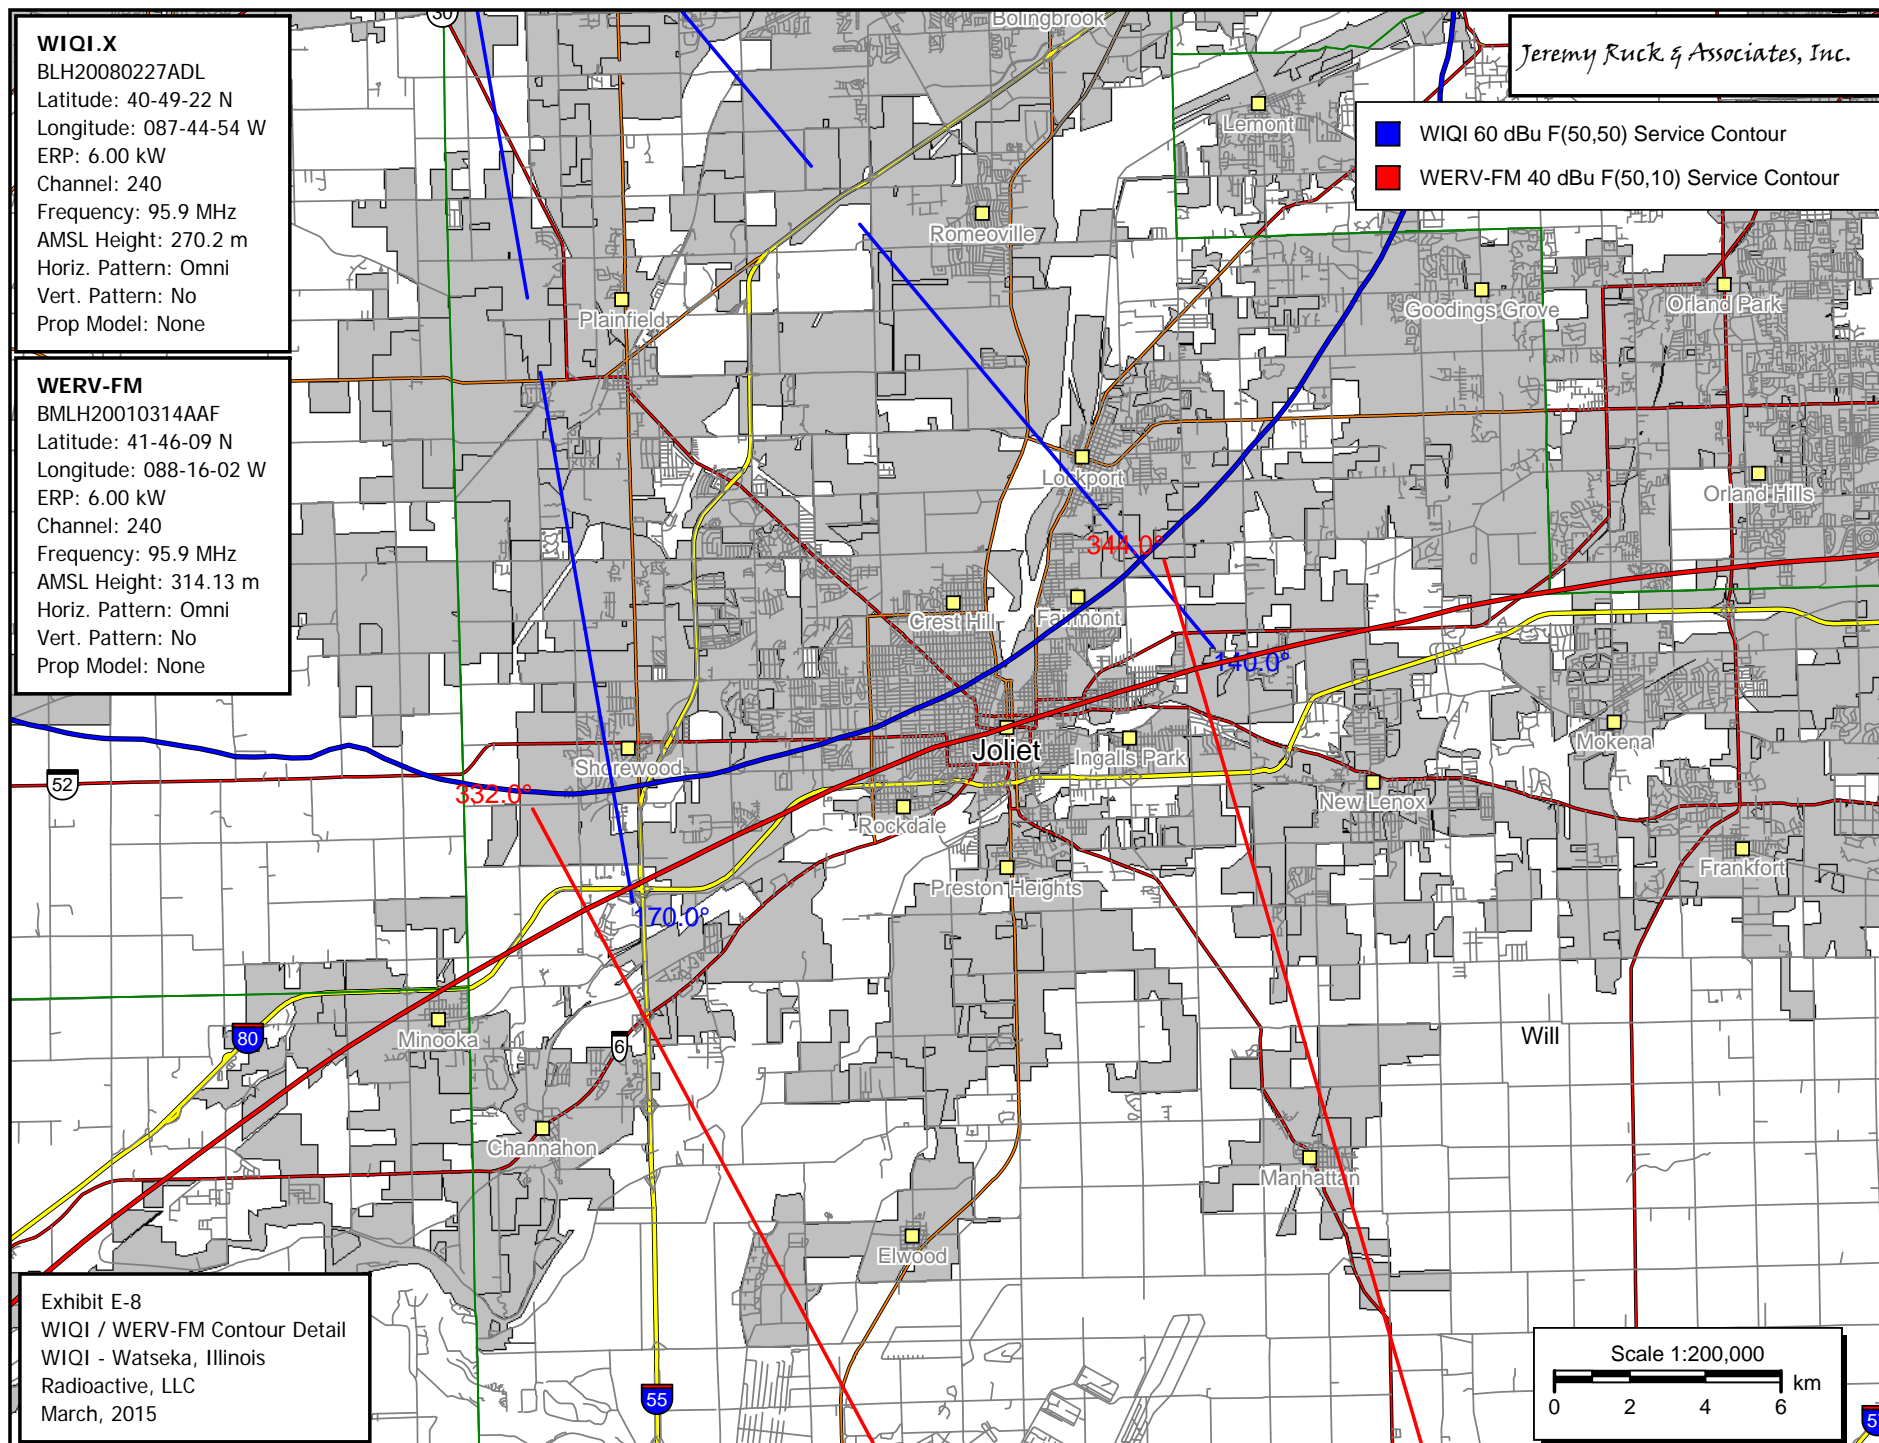 WIQI.X
BLH20080227ADL
Latitude: 40-49-22 N
Longitude: 087-44-54 W
ERP: 6.00 kW
Channel: 240
Frequency: 95.9 MHz
AMSL Height: 270.2 m
Horiz. Pattern: Omni
Vert. Pattern: No
Prop Model: None
WERV-FM
BMLH20010314AAF
Latitude: 41-46-09 N
Longitude: 088-16-02 W
ERP: 6.00 kW
Channel: 240
Frequency: 95.9 MHz
AMSL Height: 314.13 m
Horiz. Pattern: Omni
Vert. Pattern: No
Prop Model: None
30
Bolingbrook
Jeremy Ruck & Associates, Inc.
WIQI 60 dBu F(50,50) Service Contour
WERV-FM 40 dBu F(50,10) Service Contour
Lemont
Romeoville
Plainfield
Goodings Grove
Orland Park
Lockport
Orland Hills
344.0°
Crest Hill
Fairmont
140.0°
Joliet
Ingalls Park
Mokena
Shorewood
52
332.0°
New Lenox
Rockdale
Frankfort
Preston Heights
170.0°
Minooka
80
6
Will
Channahon
Manhattan
Elwood
55
Exhibit E-8
WIQI / WERV-FM Contour Detail
WIQI - Watseka, Illinois
Radioactive, LLC
March, 2015
Scale 1:200,000
km
0 2 4 6